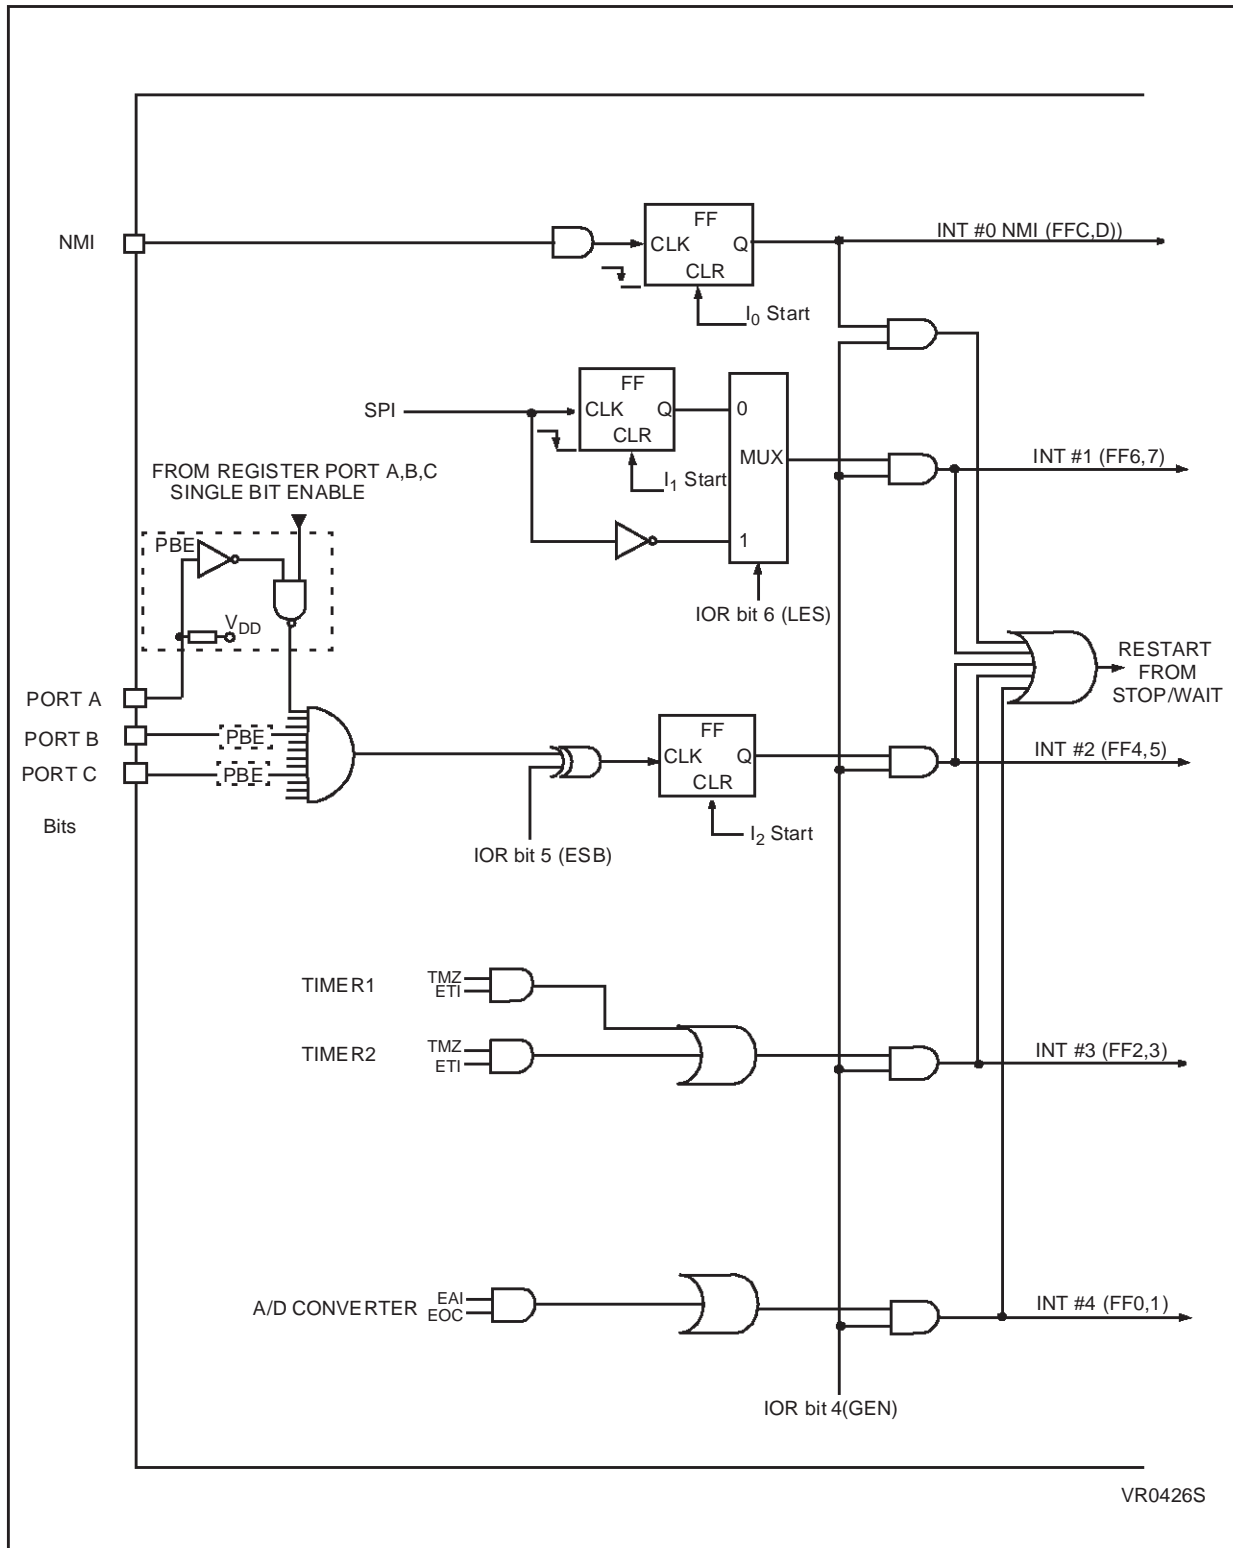 NMI
FF
CLK
Q
CLR
I0 Start
INT #0 NMI (FFC,D))
SPI
FF
CLK
Q
CLR
I1 Start
0
MUX
1
IOR bit 6 (LES)
INT #1 (FF6,7)
FROM REGISTER PORT A,B,C
SINGLE BIT ENABLE
PBE
VDD
PORT A
PORT B
PBE
PORT C
PBE
Bits
IOR bit 5 (ESB)
FF
CLK
Q
CLR
I2 Start
INT #2 (FF4,5)
RESTART
FROM
STOP/WAIT
TIMER1
TMZ
ETI
TIMER2
TMZ
ETI
INT #3 (FF2,3)
A/D CONVERTER
EAI
EOC
INT #4 (FF0,1)
IOR bit 4(GEN)
VR0426S